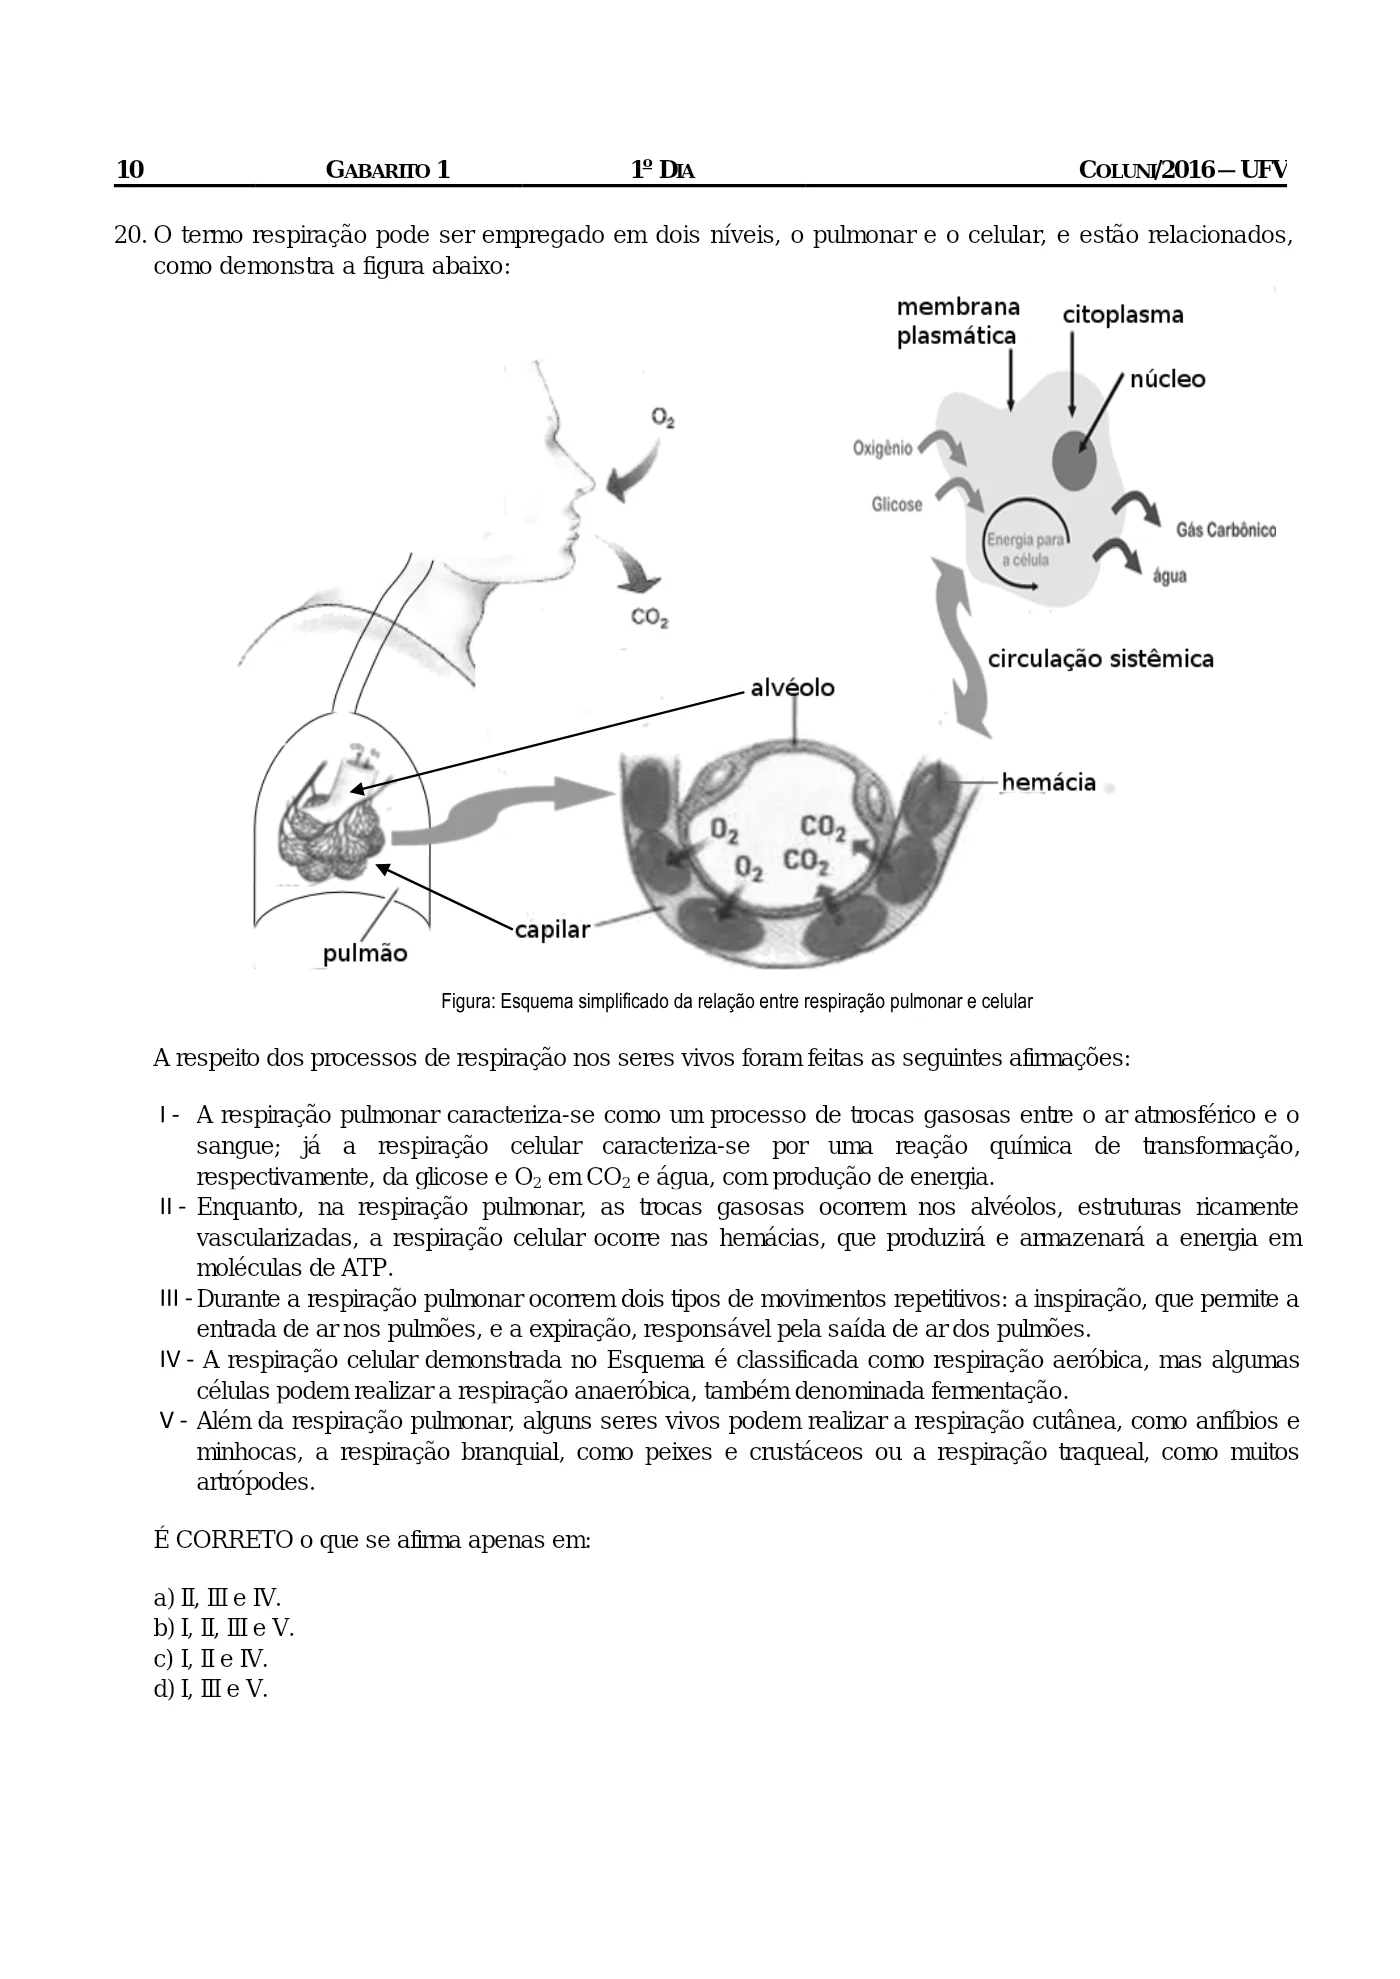 10 GABARITO 1 1º DIA COLUNI/2016 – UFV
20. O termo respiração pode ser empregado em dois níveis, o pulmonar e o celular, e estão relacionados,
como demonstra a figura abaixo:
membrana
plasmática
citoplasma
núcleo
O2
Oxigênio
Glicose
Energia para
a célula
Gás Carbônico
água
CO2
circulação sistêmica
alvéolo
hemácia
O2 CO2
O2 CO2
capilar
pulmão
Figura: Esquema simplificado da relação entre respiração pulmonar e celular
A respeito dos processos de respiração nos seres vivos foram feitas as seguintes afirmações:
I - A respiração pulmonar caracteriza-se como um processo de trocas gasosas entre o ar atmosférico e o
sangue; já a respiração celular caracteriza-se por uma reação química de transformação,
respectivamente, da glicose e O2 em CO2 e água, com produção de energia.
II - Enquanto, na respiração pulmonar, as trocas gasosas ocorrem nos alvéolos, estruturas ricamente
vascularizadas, a respiração celular ocorre nas hemácias, que produzirá e armazenará a energia em
moléculas de ATP.
III - Durante a respiração pulmonar ocorrem dois tipos de movimentos repetitivos: a inspiração, que permite a
entrada de ar nos pulmões, e a expiração, responsável pela saída de ar dos pulmões.
IV - A respiração celular demonstrada no Esquema é classificada como respiração aeróbica, mas algumas
células podem realizar a respiração anaeróbica, também denominada fermentação.
V - Além da respiração pulmonar, alguns seres vivos podem realizar a respiração cutânea, como anfíbios e
minhocas, a respiração branquial, como peixes e crustáceos ou a respiração traqueal, como muitos
artrópodes.
É CORRETO o que se afirma apenas em:
a) II, III e IV.
b) I, II, III e V.
c) I, II e IV.
d) I, III e V.